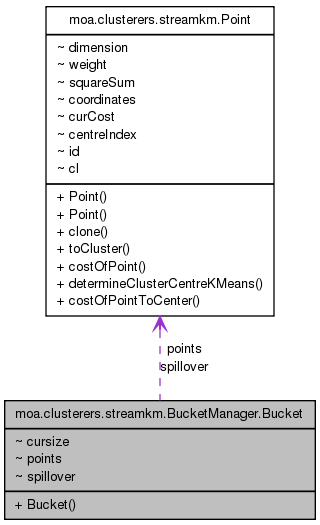 moa.clusterers.streamkm.Point
~ dimension
~ weight
~ squareSum
~ coordinates
~ curCost
~ centreIndex
~ id
~ cl
+ Point()
+ Point()
+ clone()
+ toCluster()
+ costOfPoint()
+ determineClusterCentreKMeans()
+ costOfPointToCenter()
points
spillover
moa.clusterers.streamkm.BucketManager.Bucket
~ cursize
~ points
~ spillover
+ Bucket()